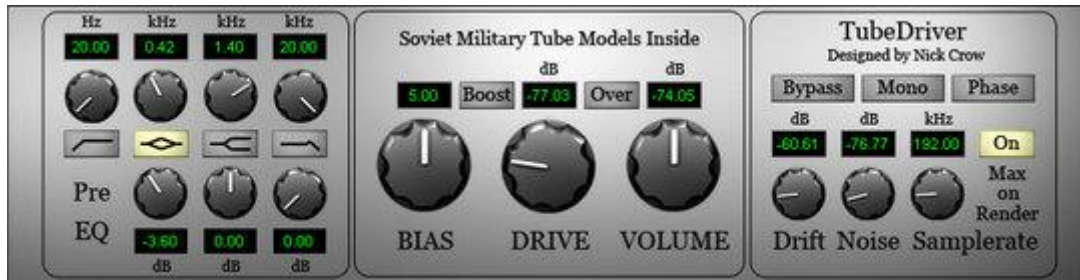 Hz kHz kHz kHz
20.00 0.42 1.40 20.00
Pre
EQ
-3.60 0.00 0.00
dB dB dB
Soviet Military Tube Models Inside
dB dB
5.00 Boost -77.03 Over -74.05
BIAS DRIVE VOLUME
TubeDriver
Designed by Nick Crow
Bypass Mono Phase
dB dB kHz
-60.61 -76.77 192.00 On
Max
on
Render
Drift Noise Samplerate